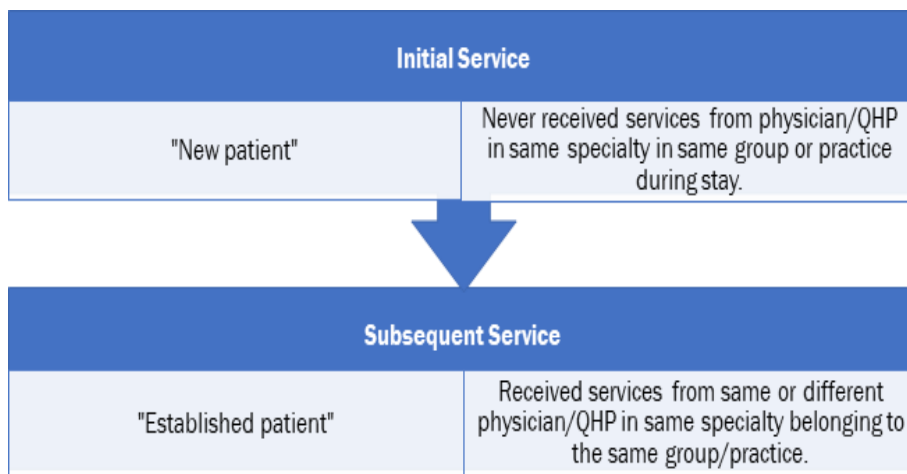 Initial Service
"New patient"
Never received services from physician/QHP
in same specialty in same group or practice
during stay.
Subsequent Service
"Established patient"
Received services from same or different
physician/QHP in same specialty belonging to
the same group/practice.